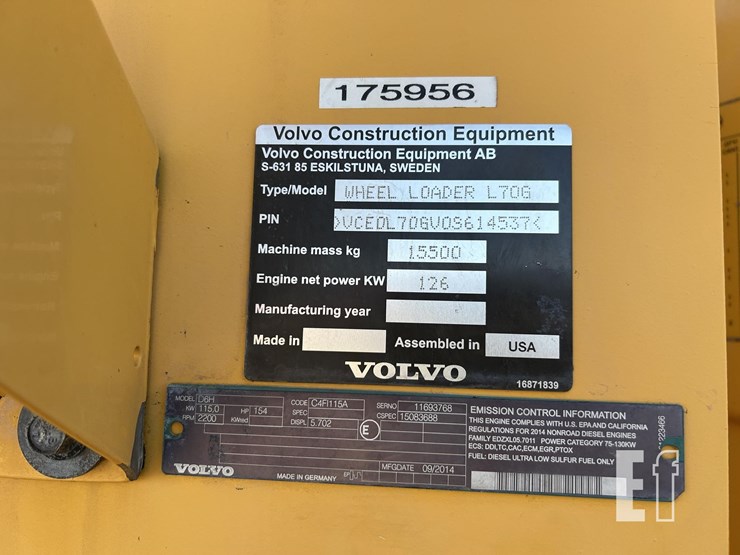 175956
Volvo Construction Equipment
Volvo Construction Equipment AB
S-631 85 ESKILSTUNA, SWEDEN
Type/Model WHEEL LOADER L70G
PIN >VCE0L70GV0S614537<
Machine mass kg 15500
Engine net power KW 126
Manufacturing year
Made in Assembled in USA
VOLVO
16871839
MODEL D6H CODE C4FI115A SERNO 11693768
KW 115.0 HP 154 SPEC CSPEC 15083688
RPM 2200 KWred DISPL 5.702
E
VOLVO
MADE IN GERMANY
MFGDATE 09/2014
EMISSION CONTROL INFORMATION
THIS ENGINE COMPLIES WITH U.S. EPA AND CALIFORNIA
REGULATIONS FOR 2014 NONROAD DIESEL ENGINES
FAMILY EDZXL05.7011 POWER CATEGORY 75-130KW
ECS: DDI,TC,CAC,ECM,EGR,PTOX
FUEL: DIESEL ULTRA LOW SULFUR FUEL ONLY
Ef